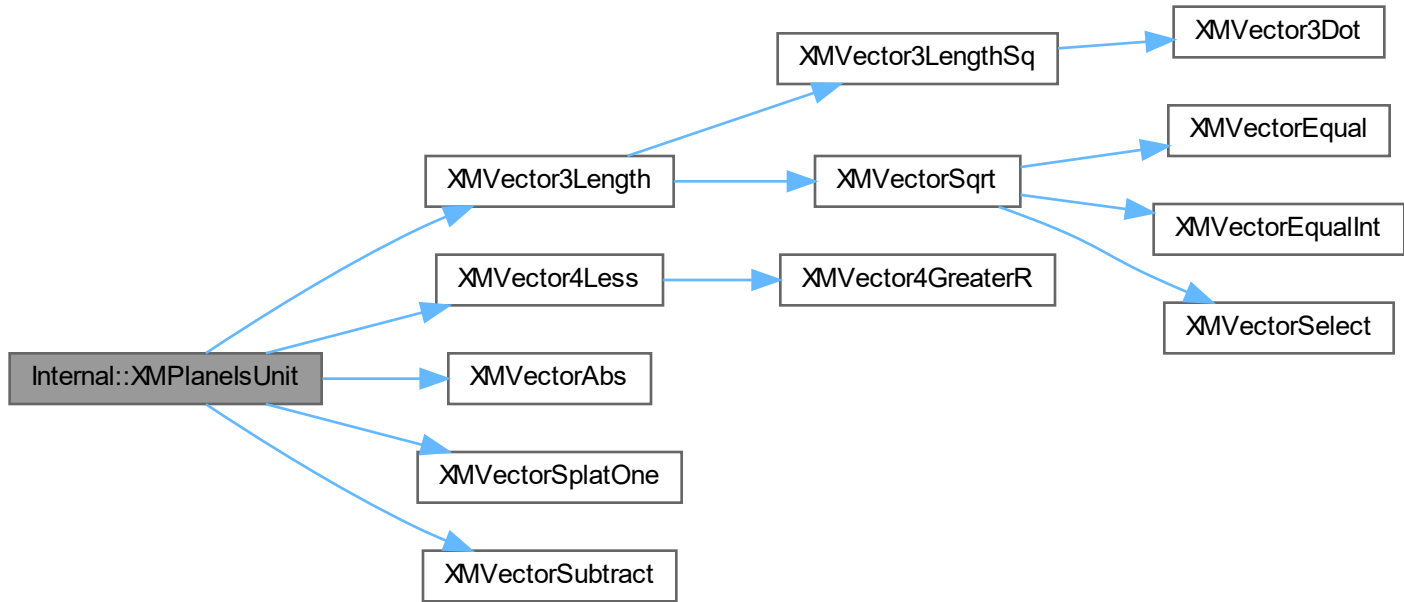 XMVector3Dot
XMVector3LengthSq
XMVectorEqual
XMVector3Length
XMVectorSqrt
XMVectorEqualInt
XMVector4Less
XMVector4GreaterR
XMVectorSelect
Internal::XMPlaneIsUnit
XMVectorAbs
XMVectorSplatOne
XMVectorSubtract